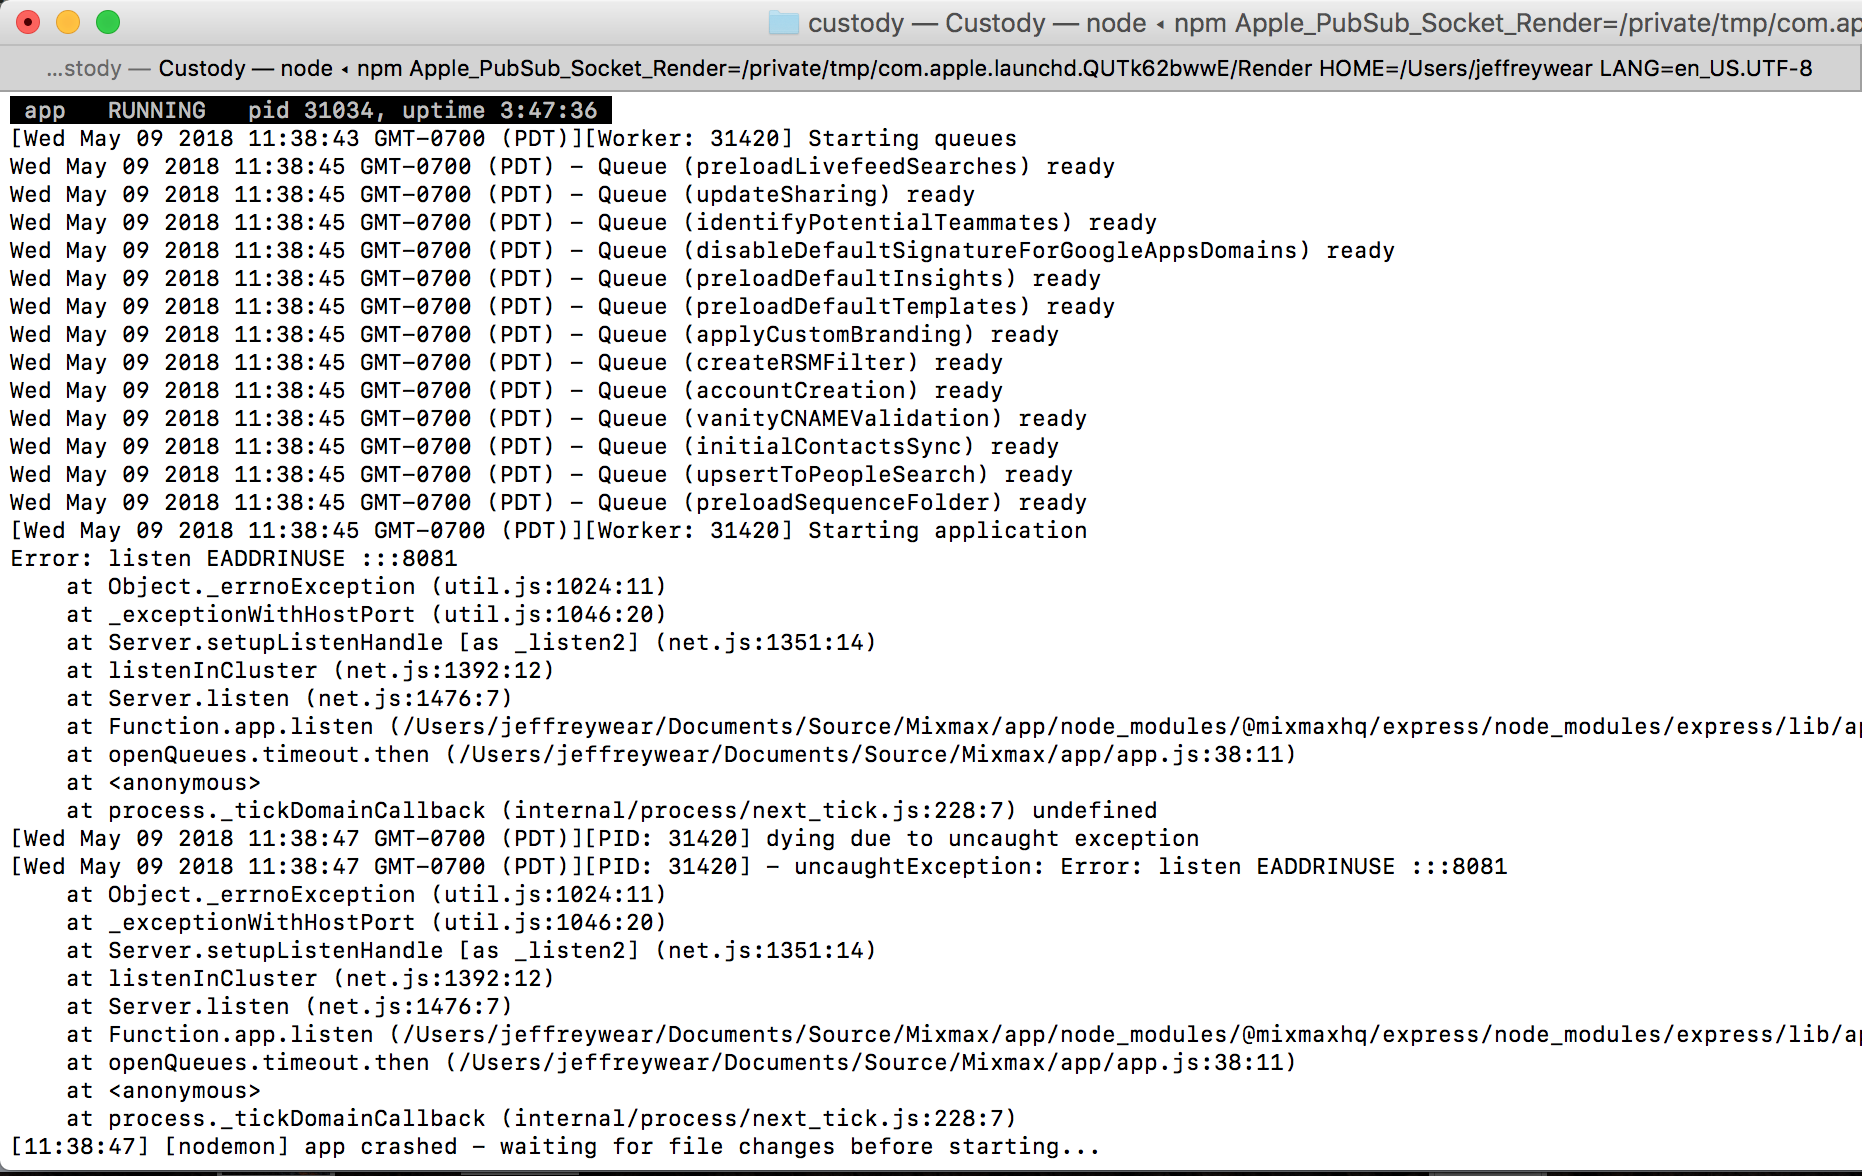 custody — Custody — node ◂ npm Apple_PubSub_Socket_Render=/private/tmp/com.ap
...stody — Custody — node ◂ npm Apple_PubSub_Socket_Render=/private/tmp/com.apple.launchd.QUTk62bwwE/Render HOME=/Users/jeffreywear LANG=en_US.UTF-8
app   RUNNING   pid 31034, uptime 3:47:36
[Wed May 09 2018 11:38:43 GMT-0700 (PDT)][Worker: 31420] Starting queues
Wed May 09 2018 11:38:45 GMT-0700 (PDT) - Queue (preloadLivefeedSearches) ready
Wed May 09 2018 11:38:45 GMT-0700 (PDT) - Queue (updateSharing) ready
Wed May 09 2018 11:38:45 GMT-0700 (PDT) - Queue (identifyPotentialTeammates) ready
Wed May 09 2018 11:38:45 GMT-0700 (PDT) - Queue (disableDefaultSignatureForGoogleAppsDomains) ready
Wed May 09 2018 11:38:45 GMT-0700 (PDT) - Queue (preloadDefaultInsights) ready
Wed May 09 2018 11:38:45 GMT-0700 (PDT) - Queue (preloadDefaultTemplates) ready
Wed May 09 2018 11:38:45 GMT-0700 (PDT) - Queue (applyCustomBranding) ready
Wed May 09 2018 11:38:45 GMT-0700 (PDT) - Queue (createRSMFilter) ready
Wed May 09 2018 11:38:45 GMT-0700 (PDT) - Queue (accountCreation) ready
Wed May 09 2018 11:38:45 GMT-0700 (PDT) - Queue (vanityCNAMEValidation) ready
Wed May 09 2018 11:38:45 GMT-0700 (PDT) - Queue (initialContactsSync) ready
Wed May 09 2018 11:38:45 GMT-0700 (PDT) - Queue (upsertToPeopleSearch) ready
Wed May 09 2018 11:38:45 GMT-0700 (PDT) - Queue (preloadSequenceFolder) ready
[Wed May 09 2018 11:38:45 GMT-0700 (PDT)][Worker: 31420] Starting application
Error: listen EADDRINUSE :::8081
    at Object._errnoException (util.js:1024:11)
    at _exceptionWithHostPort (util.js:1046:20)
    at Server.setupListenHandle [as _listen2] (net.js:1351:14)
    at listenInCluster (net.js:1392:12)
    at Server.listen (net.js:1476:7)
    at Function.app.listen (/Users/jeffreywear/Documents/Source/Mixmax/app/node_modules/@mixmaxhq/express/node_modules/express/lib/ap
    at openQueues.timeout.then (/Users/jeffreywear/Documents/Source/Mixmax/app/app.js:38:11)
    at <anonymous>
    at process._tickDomainCallback (internal/process/next_tick.js:228:7) undefined
[Wed May 09 2018 11:38:47 GMT-0700 (PDT)][PID: 31420] dying due to uncaught exception
[Wed May 09 2018 11:38:47 GMT-0700 (PDT)][PID: 31420] - uncaughtException: Error: listen EADDRINUSE :::8081
    at Object._errnoException (util.js:1024:11)
    at _exceptionWithHostPort (util.js:1046:20)
    at Server.setupListenHandle [as _listen2] (net.js:1351:14)
    at listenInCluster (net.js:1392:12)
    at Server.listen (net.js:1476:7)
    at Function.app.listen (/Users/jeffreywear/Documents/Source/Mixmax/app/node_modules/@mixmaxhq/express/node_modules/express/lib/ap
    at openQueues.timeout.then (/Users/jeffreywear/Documents/Source/Mixmax/app/app.js:38:11)
    at <anonymous>
    at process._tickDomainCallback (internal/process/next_tick.js:228:7)
[11:38:47] [nodemon] app crashed - waiting for file changes before starting...